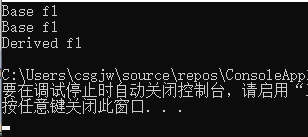 Base f1
Base f1
Derived f1
C:\Users\csgjw\source\repos\ConsoleAppl
要在调试停止时自动关闭控制台，请启用“
按任意键关闭此窗口. . .